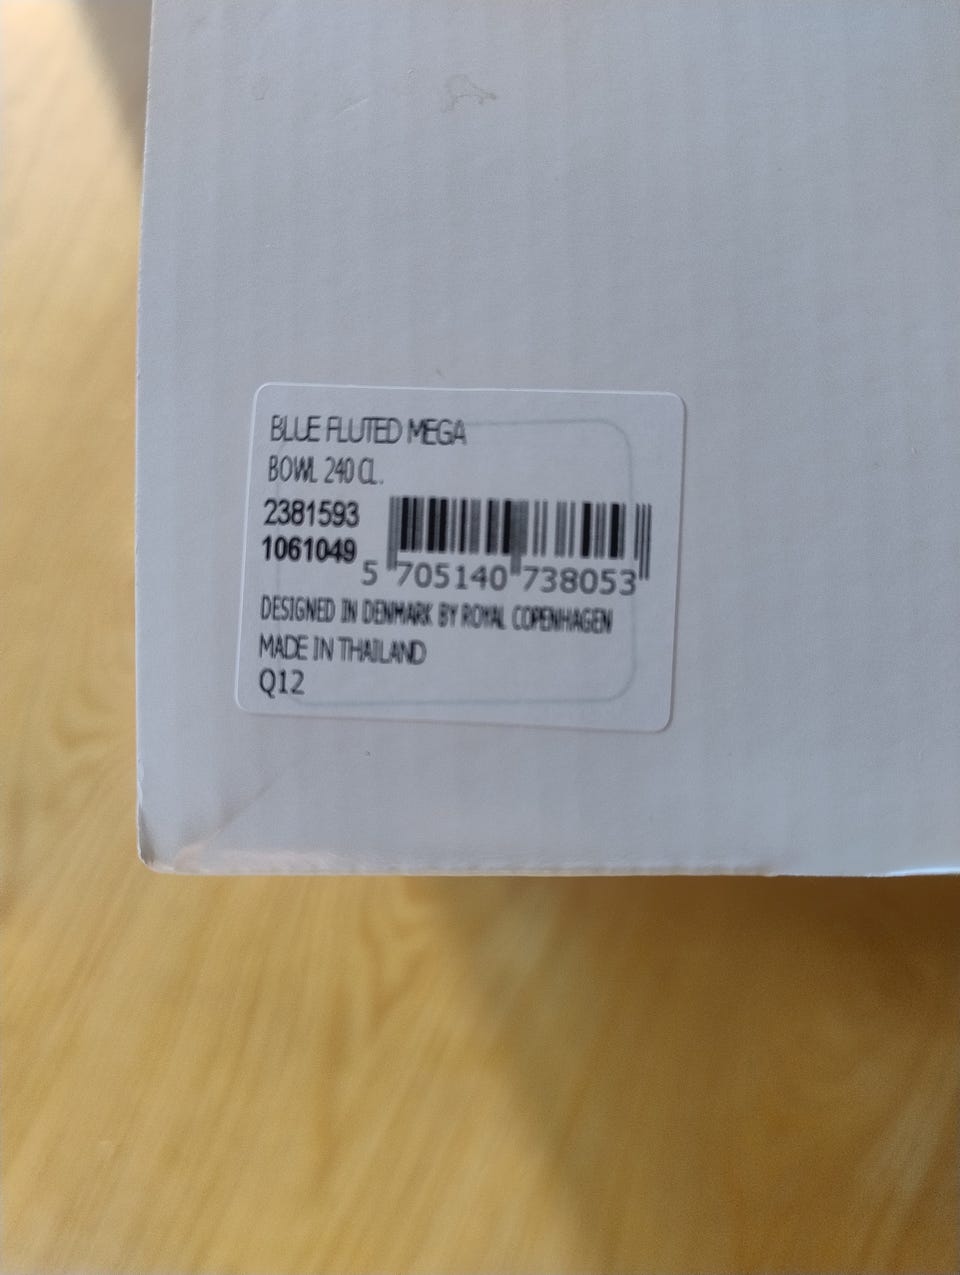 BLUE FLUTED MEGA
BOWL 240 CL.
2381593
1061049
5 705140 738053
DESIGNED IN DENMARK BY ROYAL COPENHAGEN
MADE IN THAILAND
Q12